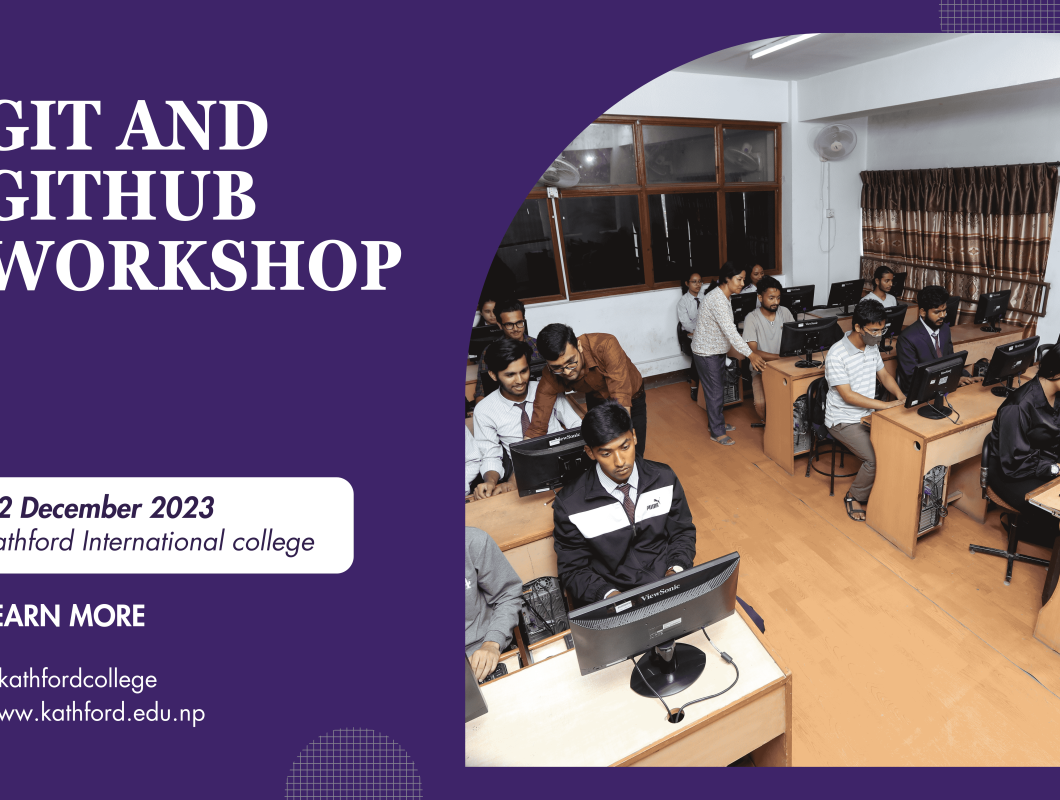 GIT AND
GITHUB
WORKSHOP
2 December 2023
athford International college
EARN MORE
kathfordcollege
ww.kathford.edu.np
ViewSonic
ViewSonic